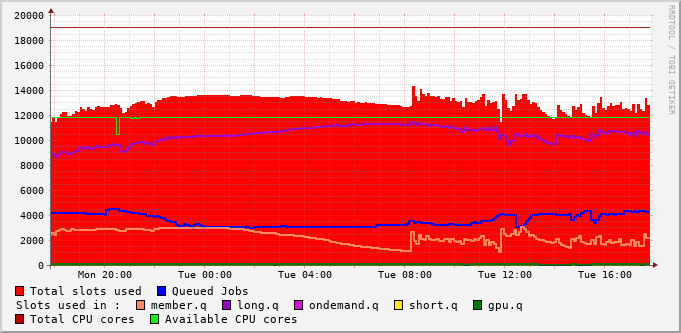 20000
18000
16000
14000
12000
10000
8000
6000
4000
2000
0
Mon 20:00 Tue 00:00 Tue 04:00 Tue 08:00 Tue 12:00 Tue 16:00
Total slots used Queued Jobs
Slots used in : member.q long.q ondemand.q short.q gpu.q
Total CPU cores Available CPU cores
RRDTOOL / TOBI OETIKER